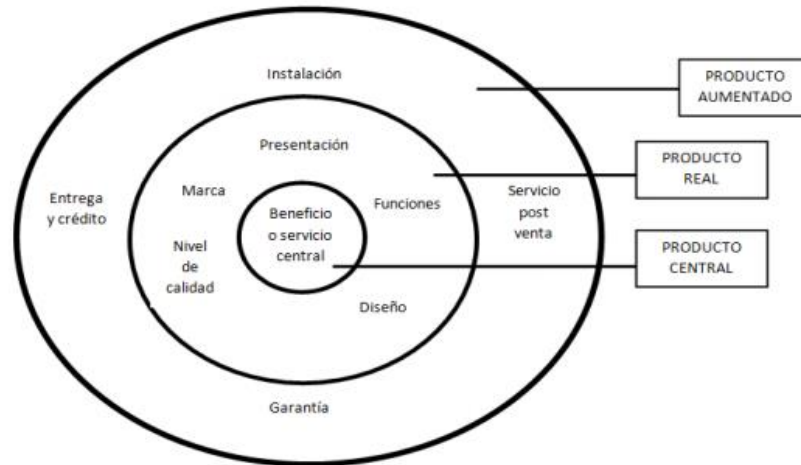 Instalación
PRODUCTO
AUMENTADO
Presentación
PRODUCTO
REAL
Entrega
y crédito
Marca
Funciones
Servicio
post
venta
Beneficio
o servicio
central
Nivel
de
calidad
PRODUCTO
CENTRAL
Diseño
Garantía